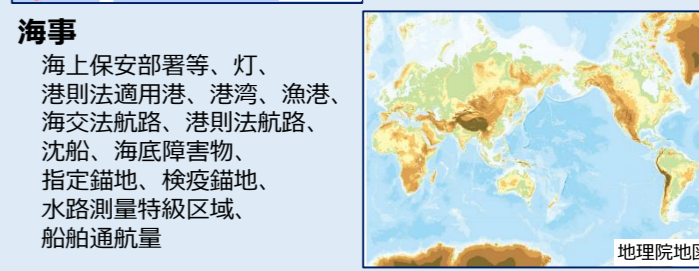 海事
海上保安部署等、灯、
港則法適用港、港湾、漁港、
海交法航路、港則法航路、
沈船、海底障害物、
指定錨地、検疫錨地、
水路測量特級区域、
船舶通航量
地理院地図